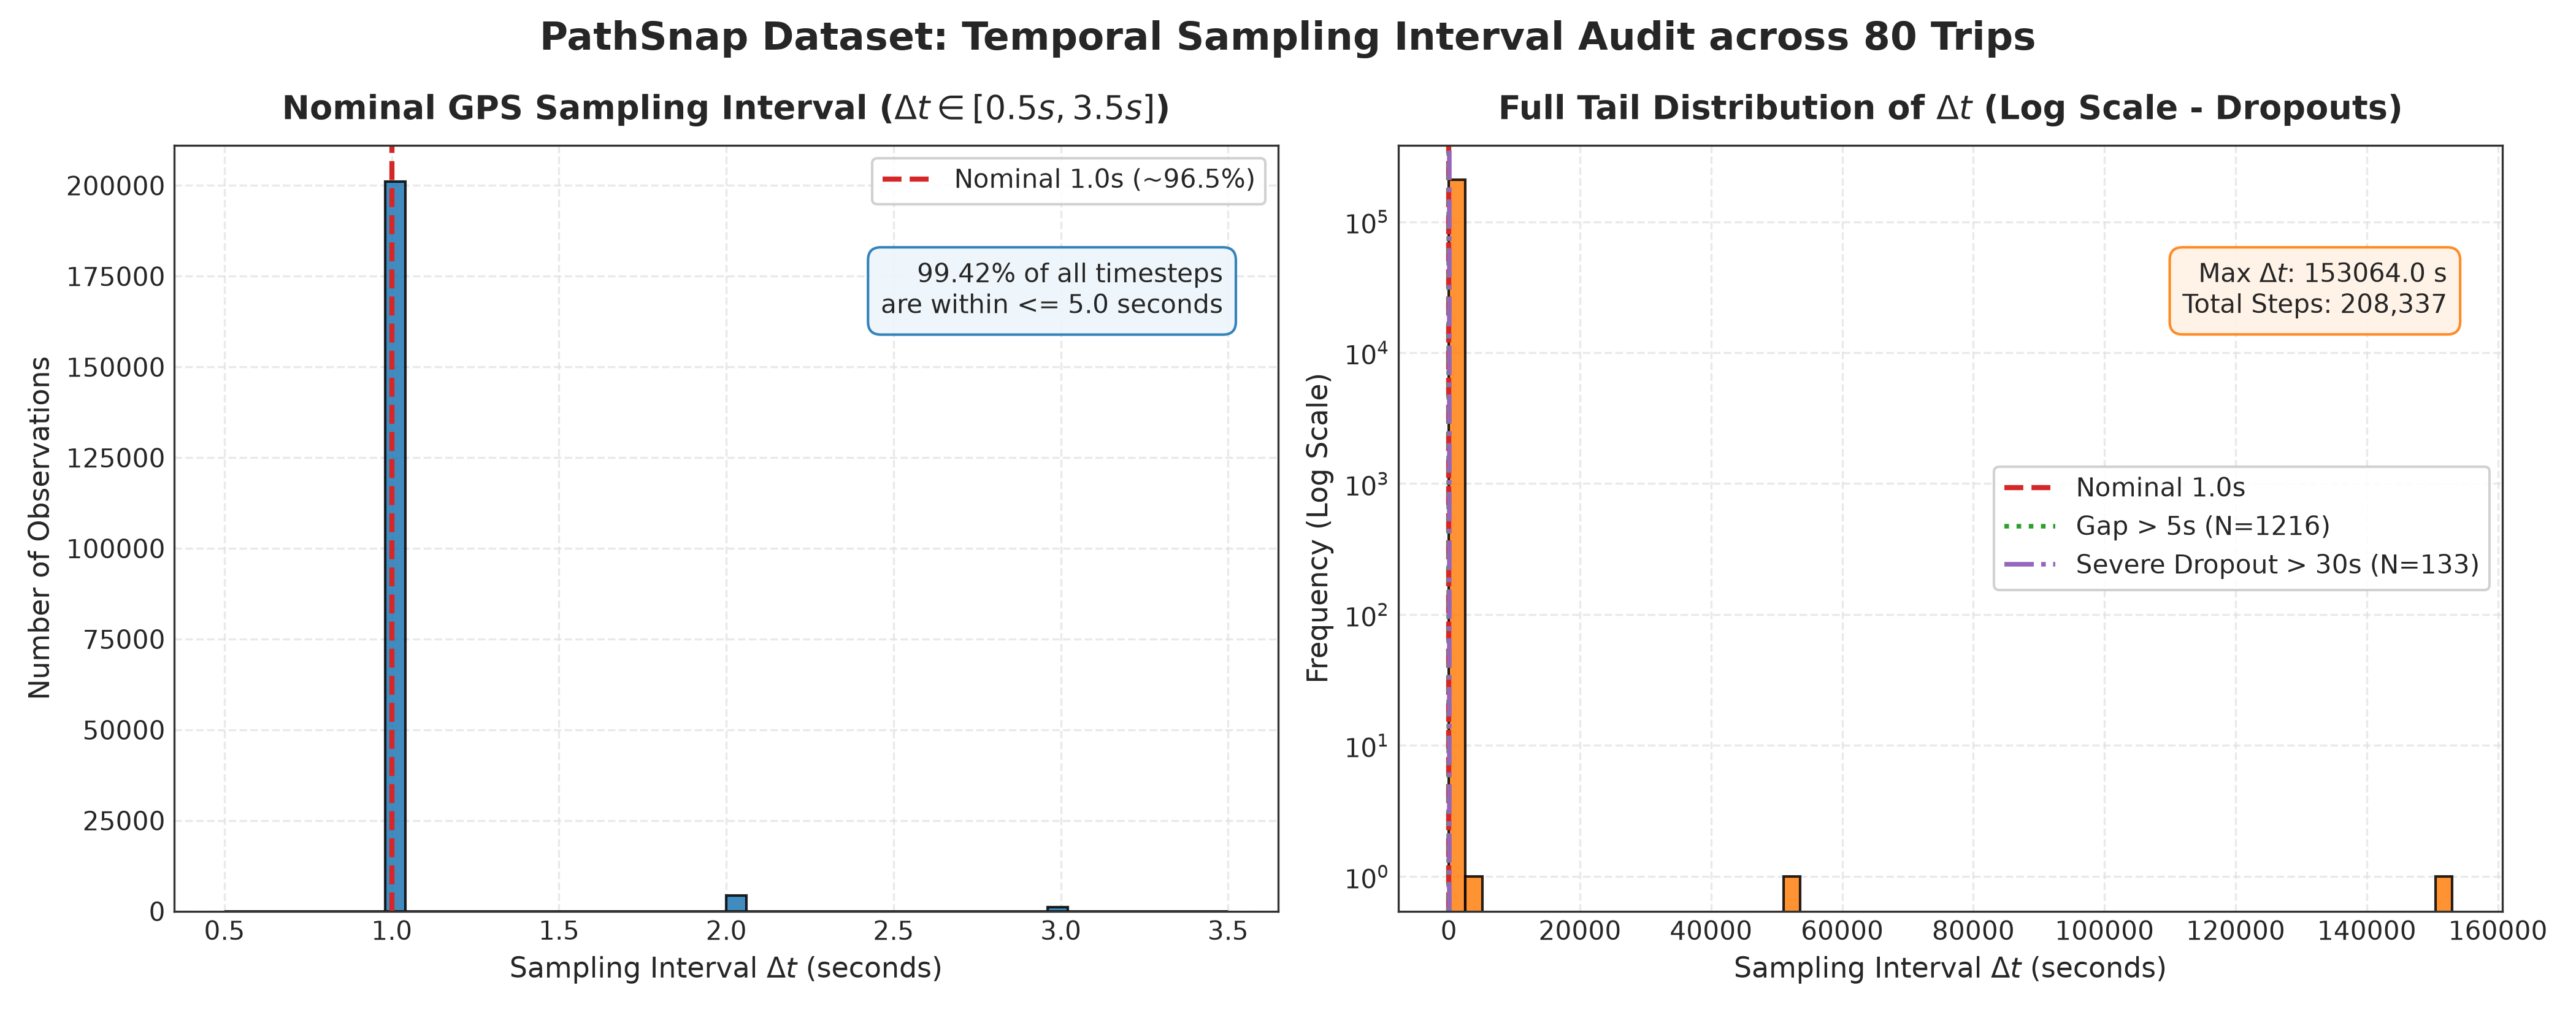 PathSnap Dataset: Temporal Sampling Interval Audit across 80 Trips
Nominal GPS Sampling Interval (Δt ∈ [0.5s, 3.5s])
Number of Observations
200000
175000
150000
125000
100000
75000
50000
25000
0
Nominal 1.0s (~96.5%)
99.42% of all timesteps
are within <= 5.0 seconds
0.5 1.0 1.5 2.0 2.5 3.0 3.5
Sampling Interval Δt (seconds)
Full Tail Distribution of Δt (Log Scale - Dropouts)
Frequency (Log Scale)
10⁵
10⁴
10³
10²
10¹
10⁰
Max Δt: 153064.0 s
Total Steps: 208,337
Nominal 1.0s
Gap > 5s (N=1216)
Severe Dropout > 30s (N=133)
0 20000 40000 60000 80000 100000 120000 140000 160000
Sampling Interval Δt (seconds)